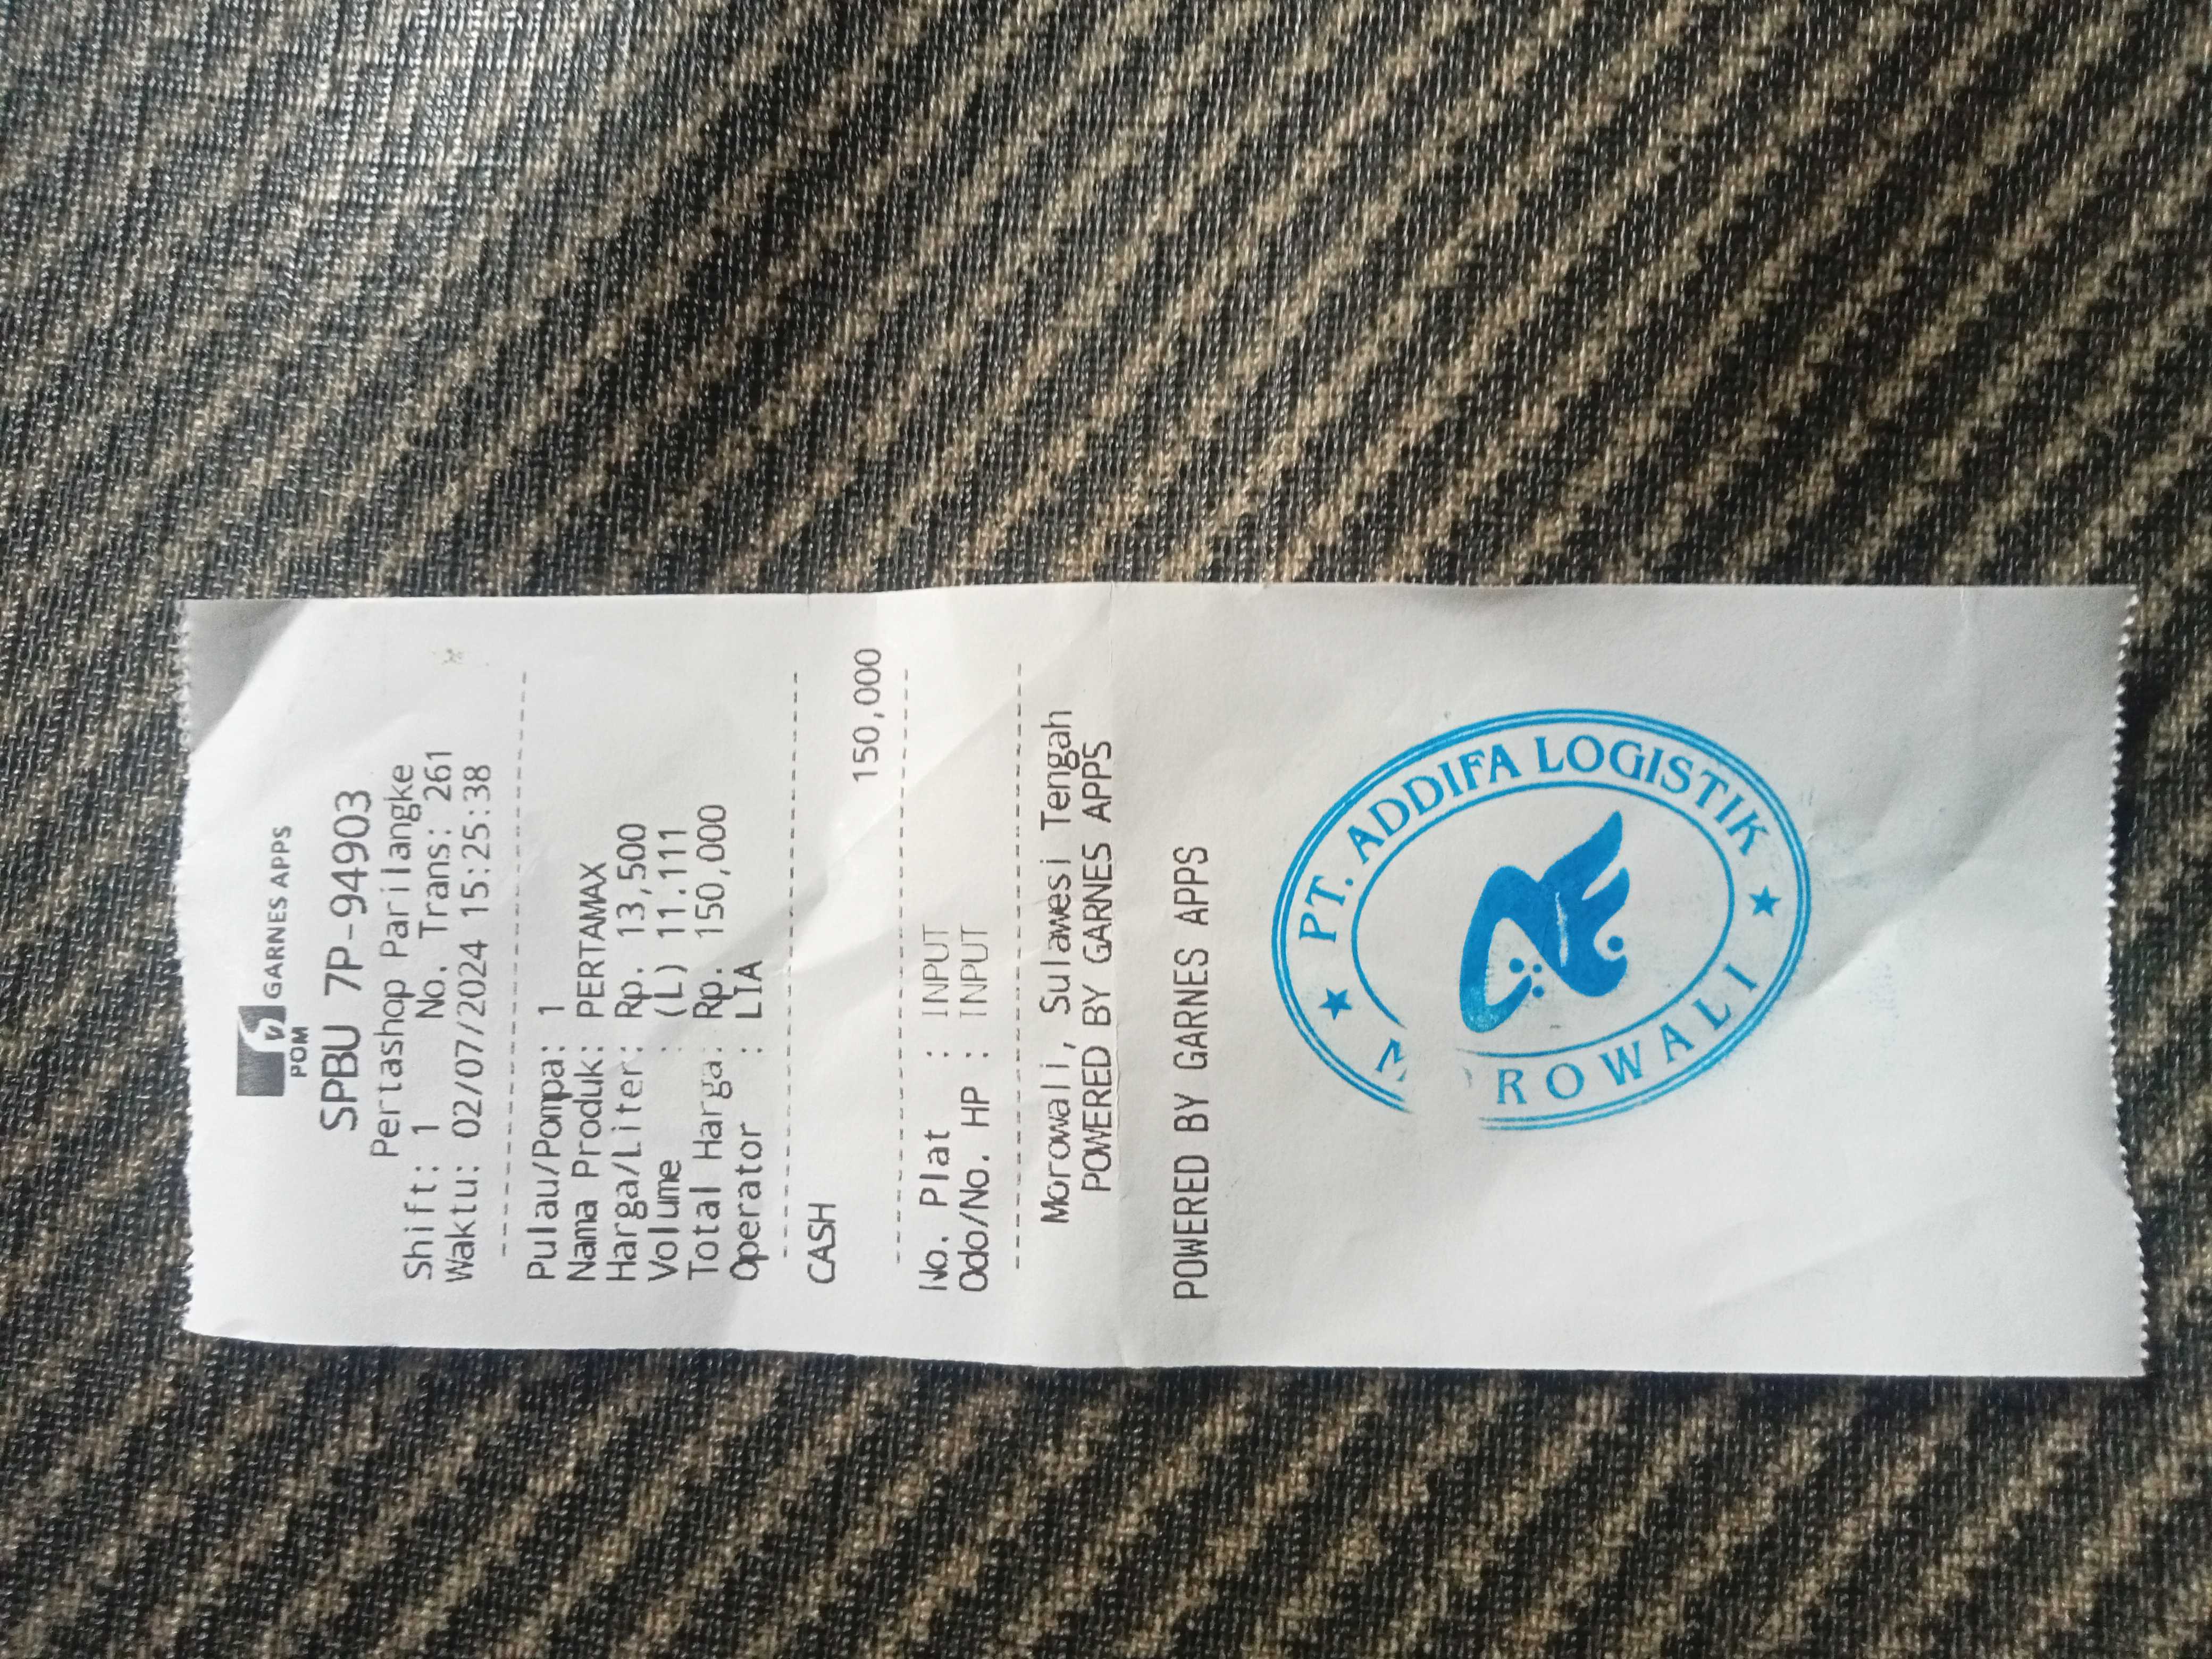 POM GARNES APPS
SPBU 7P-94903
Pertashop Parilangke
Shift: 1 No. Trans: 261
Waktu: 02/07/2024 15:25:38
Pulau/Pompa: 1
Nama Produk: PERTAMAX
Harga/Liter: Rp. 13,500
Volume : (L) 11.111
Total Harga: Rp. 150,000
Operator : LIA
CASH
150,000
No. Plat : INPUT
Odo/No. HP : INPUT
Morowali, Sulawesi Tengah
POWERED BY GARNES APPS
POWERED BY GARNES APPS
★ PT. ADDIFA LOGISTIK ★